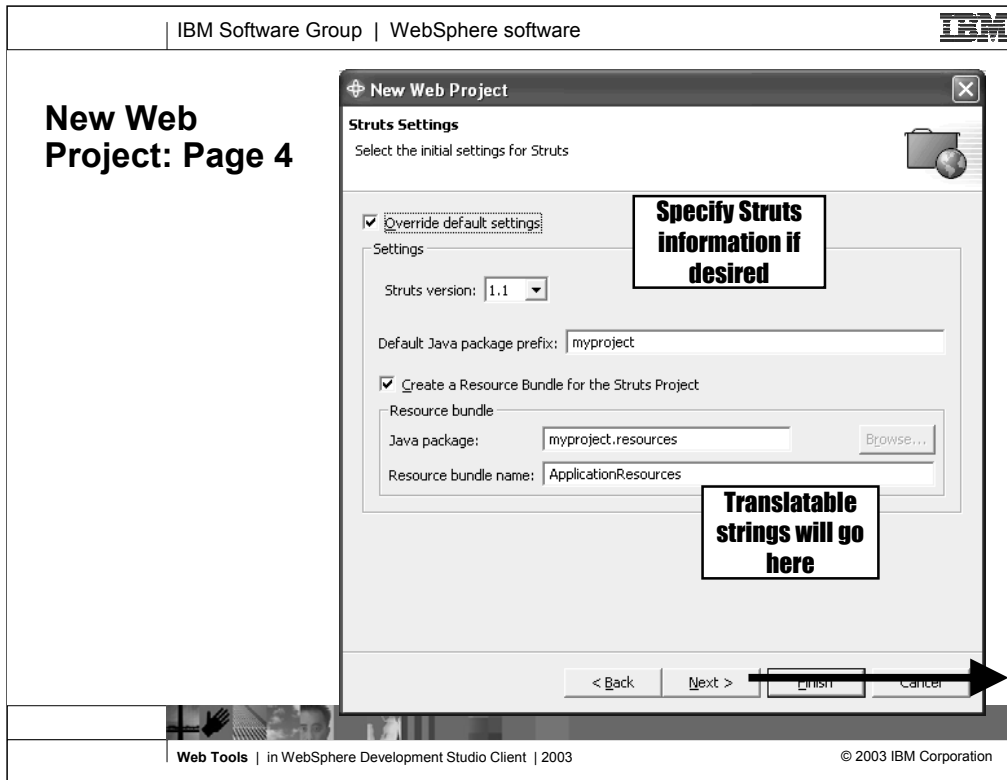 IBM Software Group | WebSphere software
IBM
New Web
Project: Page 4
New Web Project
Struts Settings
Select the initial settings for Struts
Override default settings
Specify Struts
information if
desired
Settings
Struts version: 1.1
Default Java package prefix: myproject
Create a Resource Bundle for the Struts Project
Resource bundle
Java package: myproject.resources Browse...
Resource bundle name: ApplicationResources
Translatable
strings will go
here
< Back Next > Finish Cancel
Web Tools | in WebSphere Development Studio Client | 2003
© 2003 IBM Corporation